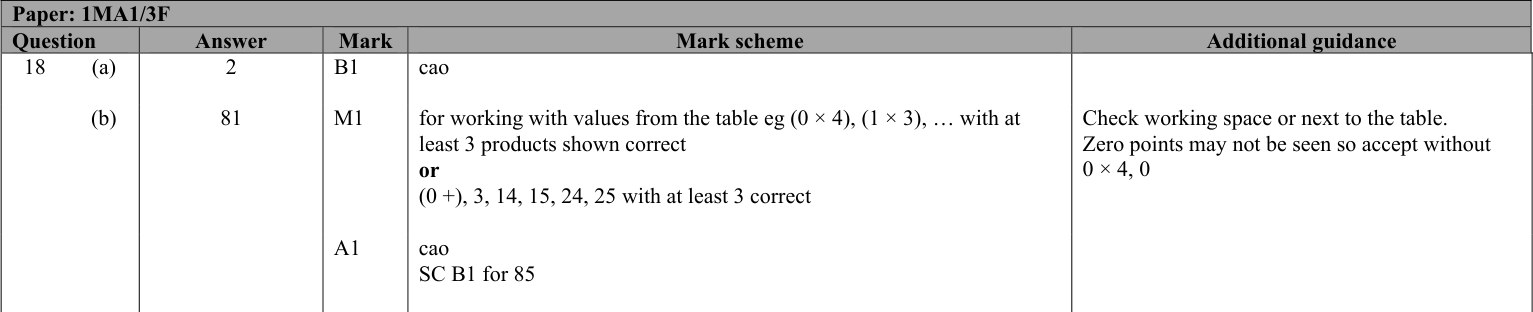 Paper: 1MA1/3F
Question Answer Mark Mark scheme Additional guidance
18 (a) 2 B1 cao
(b) 81 M1 for working with values from the table eg (0 × 4), (1 × 3), … with at Check working space or next to the table.
least 3 products shown correct Zero points may not be seen so accept without
or 0 × 4, 0
(0 +), 3, 14, 15, 24, 25 with at least 3 correct
A1 cao
SC B1 for 85